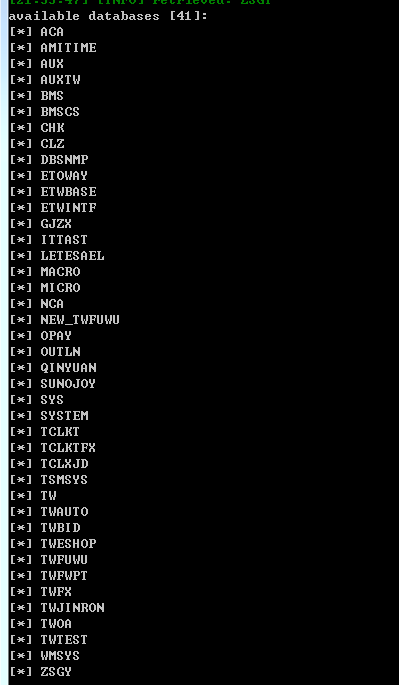 [21:55:47] [INFO] retrieved: ZSGY
available databases [41]:
[*] ACA
[*] AMITIME
[*] AUX
[*] AUXTW
[*] BMS
[*] BMSCS
[*] CHK
[*] CLZ
[*] DBSNMP
[*] ETOWAY
[*] ETWBASE
[*] ETWINTF
[*] GJZX
[*] ITTAST
[*] LETESAEL
[*] MACRO
[*] MICRO
[*] NCA
[*] NEW_TWFUWU
[*] OPAY
[*] OUTLN
[*] QINYUAN
[*] SUNOJOY
[*] SYS
[*] SYSTEM
[*] TCLKT
[*] TCLKTFX
[*] TCLXJD
[*] TSMSYS
[*] TW
[*] TWAUTO
[*] TWBID
[*] TWESHOP
[*] TWFUWU
[*] TWFWPT
[*] TWFX
[*] TWJINRON
[*] TWOA
[*] TWTEST
[*] WMSYS
[*] ZSGY